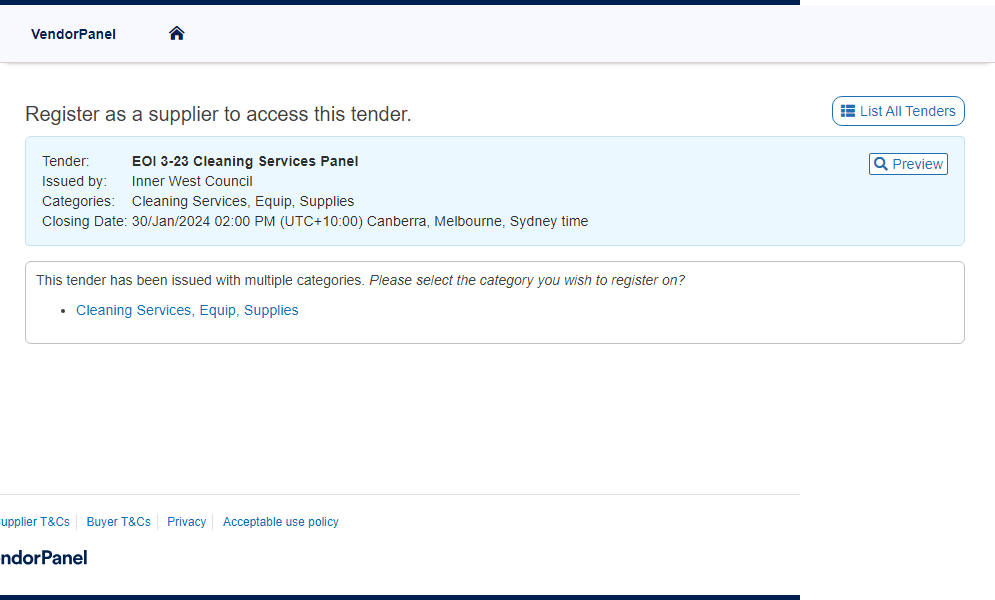 VendorPanel
Register as a supplier to access this tender.
List All Tenders
Tender: EOI 3-23 Cleaning Services Panel
Preview
Issued by: Inner West Council
Categories: Cleaning Services, Equip, Supplies
Closing Date: 30/Jan/2024 02:00 PM (UTC+10:00) Canberra, Melbourne, Sydney time
This tender has been issued with multiple categories. Please select the category you wish to register on?
• Cleaning Services, Equip, Supplies
upplier T&Cs Buyer T&Cs Privacy Acceptable use policy
ndorPanel